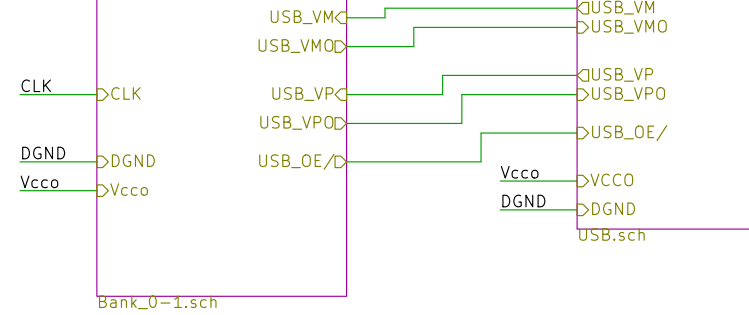 USB_VM
USB_VM
USB_VMO
USB_VMO
CLK
CLK
USB_VP
USB_VP
USB_VPO
USB_VPO
USB_OE/
DGND
DGND
USB_OE/
Vcco
VCCO
Vcco
Vcco
DGND
DGND
USB.sch
Bank_0-1.sch